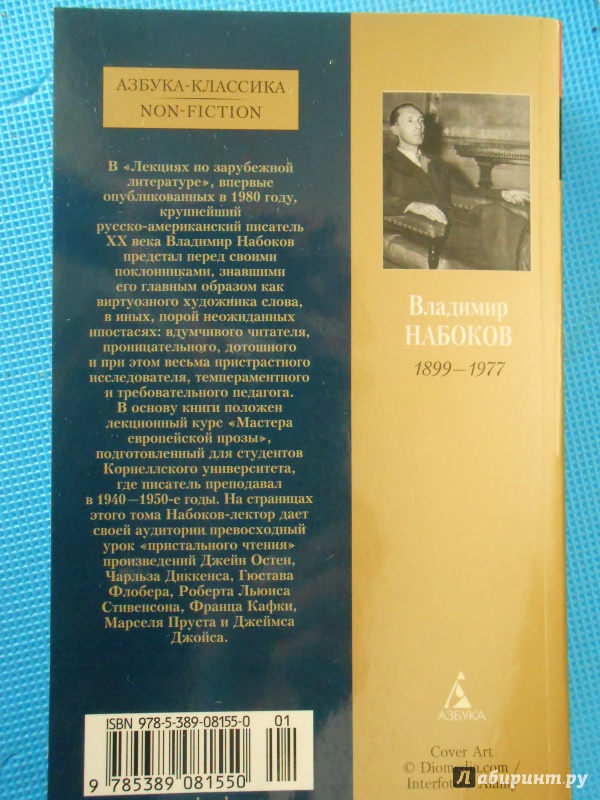 АЗБУКА-КЛАССИКА
NON-FICTION
В «Лекциях по зарубежной
литературе», впервые
опубликованных в 1980 году,
крупнейший
русско-американский писатель
XX века Владимир Набоков
предстал перед своими
поклонниками, знавшими
его главным образом как
виртуозного художника слова,
в иных, порой неожиданных
ипостасях: вдумчивого читателя,
проницательного, дотошного
и при этом весьма пристрастного
исследователя, темпераментного
и требовательного педагога.
В основу книги положен
лекционный курс «Мастера
европейской прозы»,
подготовленный для студентов
Корнеллского университета,
где писатель преподавал
в 1940—1950-е годы. На страницах
этого тома Набоков-лектор дает
своей аудитории превосходный
урок «пристального чтения»
произведений Джейн Остен,
Чарльза Диккенса, Гюстава
Флобера, Роберта Льюиса
Стивенсона, Франца Кафки,
Марселя Пруста и Джеймса
Джойса.
ISBN 978-5-389-08155-0 01
9 785389 081550
Владимир
НАБОКОВ
1899—1977
АЗБУКА
Cover Art
© Diomedia.com /
Interfoto / Alamy
Лабиринт.ру